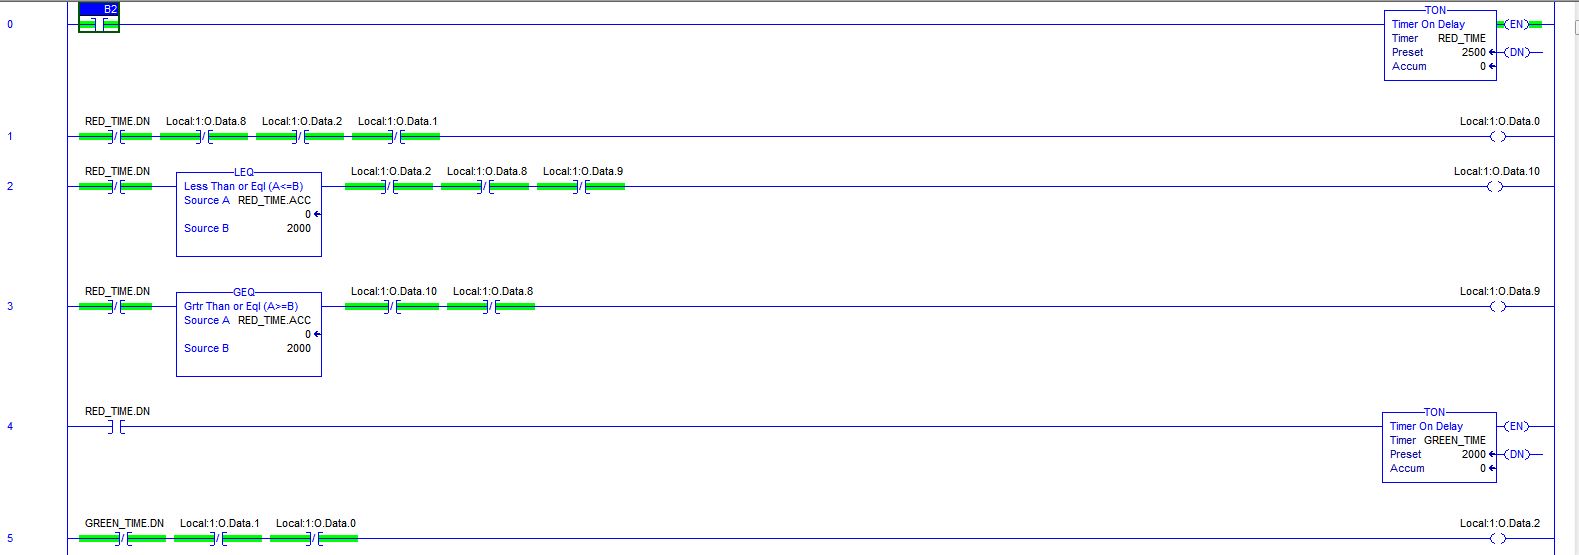 B2
0
TON
Timer On Delay
Timer RED_TIME
Preset 2500
Accum 0
EN
DN
RED_TIME.DN Local:1:O.Data.8 Local:1:O.Data.2 Local:1:O.Data.1 Local:1:O.Data.0
1
RED_TIME.DN
2
LEQ
Less Than or Eql (A<=B)
Source A RED_TIME.ACC
0
Source B 2000
Local:1:O.Data.2 Local:1:O.Data.8 Local:1:O.Data.9 Local:1:O.Data.10
RED_TIME.DN
3
GEQ
Grtr Than or Eql (A>=B)
Source A RED_TIME.ACC
0
Source B 2000
Local:1:O.Data.10 Local:1:O.Data.8 Local:1:O.Data.9
RED_TIME.DN
4
TON
Timer On Delay
Timer GREEN_TIME
Preset 2000
Accum 0
EN
DN
GREEN_TIME.DN Local:1:O.Data.1 Local:1:O.Data.0 Local:1:O.Data.2
5